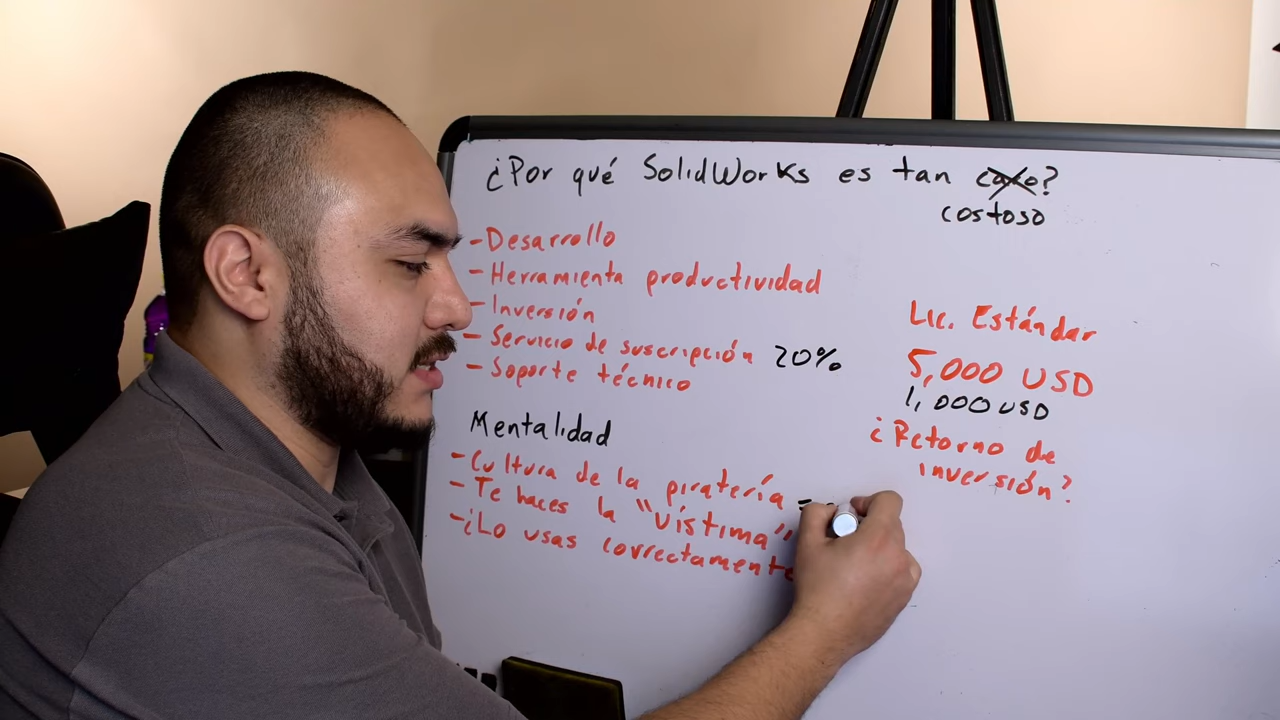 ¿Por qué SolidWorks es tan caro?
costoso
-Desarrollo
-Herramienta productividad
-Inversión
-Servicio de suscripción 20%
-Soporte técnico
Lic. Estándar
5,000 USD
1,000 USD
¿Retorno de
inversión?
Mentalidad
-Cultura de la piratería =
-Te haces la "vístima"
-¿Lo usas correctamente